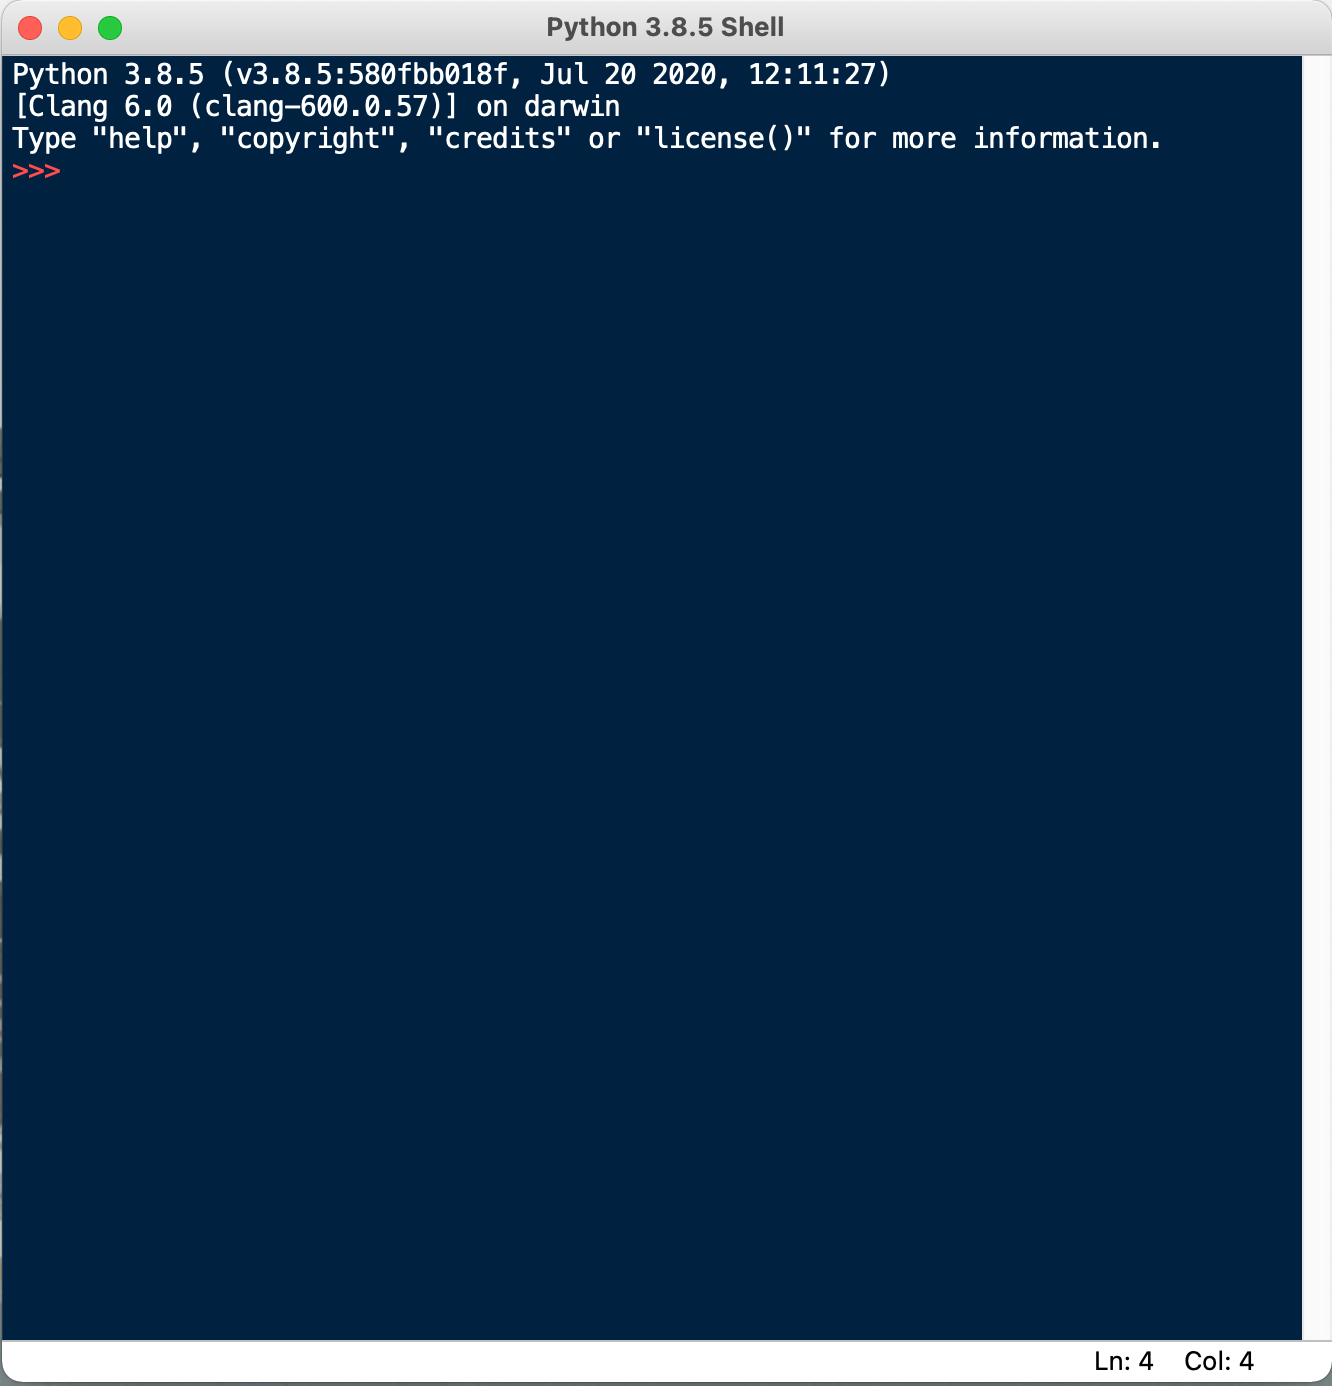 Python 3.8.5 Shell
Python 3.8.5 (v3.8.5:580fbb018f, Jul 20 2020, 12:11:27)
[Clang 6.0 (clang-600.0.57)] on darwin
Type "help", "copyright", "credits" or "license()" for more information.
>>>
Ln: 4 Col: 4